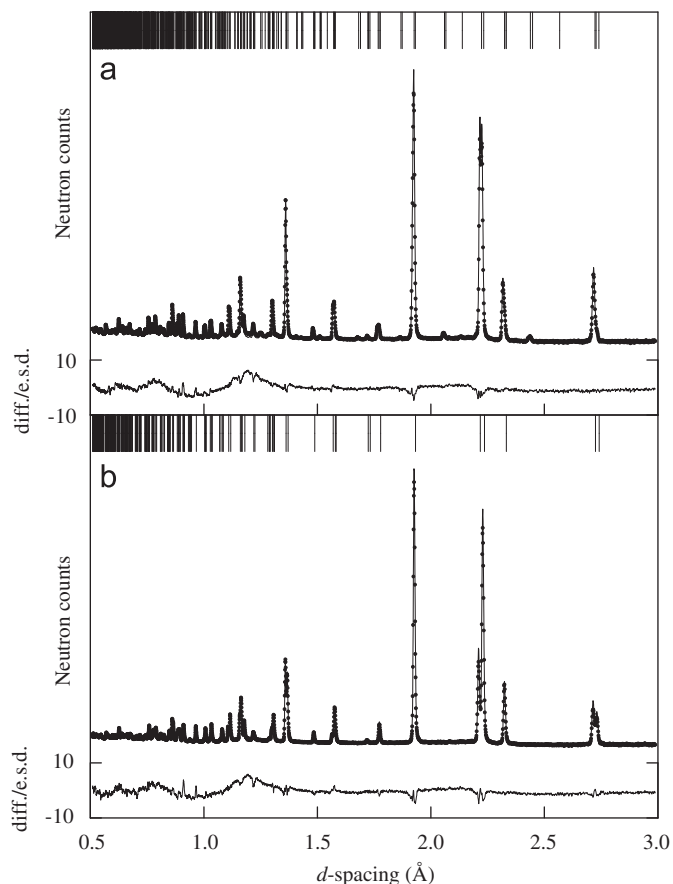 a
Neutron counts
10
diff./e.s.d.
-10
b
Neutron counts
10
diff./e.s.d.
-10
0.5 1.0 1.5 2.0 2.5 3.0
d-spacing (Å)